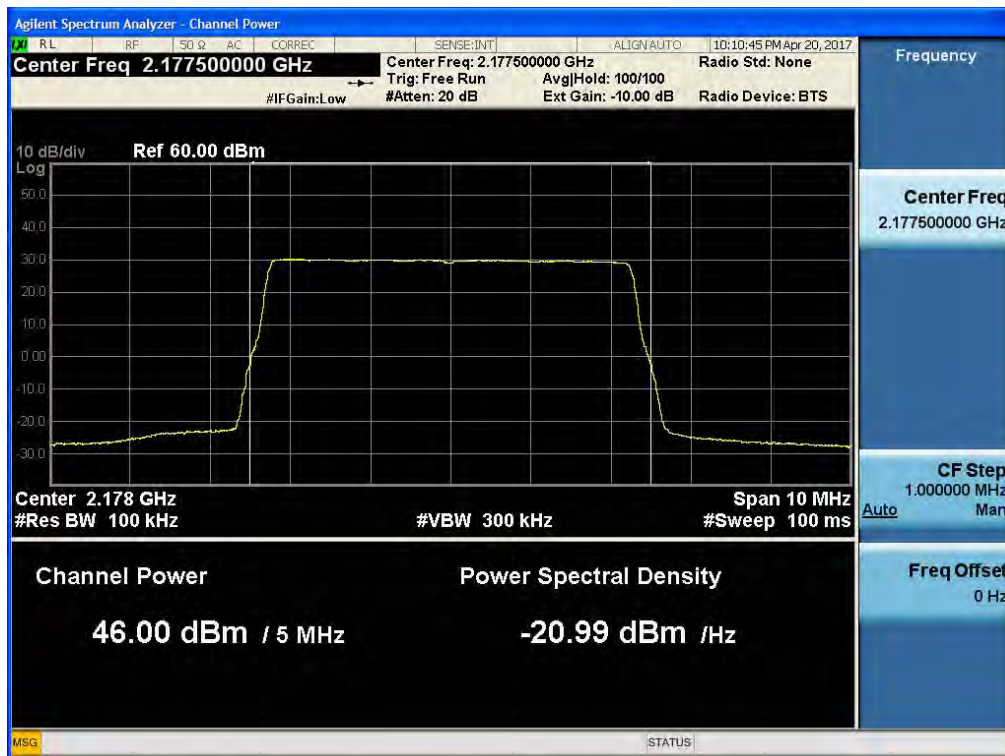 Agilent Spectrum Analyzer - Channel Power
LXI RL RF 50 Ω AC CORREC SENSE:INT ALIGN AUTO 10:10:45 PM Apr 20, 2017
Center Freq 2.177500000 GHz
Center Freq: 2.177500000 GHz
Radio Std: None
Trig: Free Run Avg|Hold: 100/100
#IFGain:Low
#Atten: 20 dB Ext Gain: -10.00 dB Radio Device: BTS
10 dB/div Ref 60.00 dBm
Log
50.0
40.0
30.0
20.0
10.0
0.00
-10.0
-20.0
-30.0
Center 2.178 GHz Span 10 MHz
#Res BW 100 kHz #VBW 300 kHz #Sweep 100 ms
Channel Power Power Spectral Density
46.00 dBm / 5 MHz -20.99 dBm /Hz
MSG STATUS
Frequency
Center Freq
2.177500000 GHz
CF Step
1.000000 MHz
Auto Man
Freq Offset
0 Hz